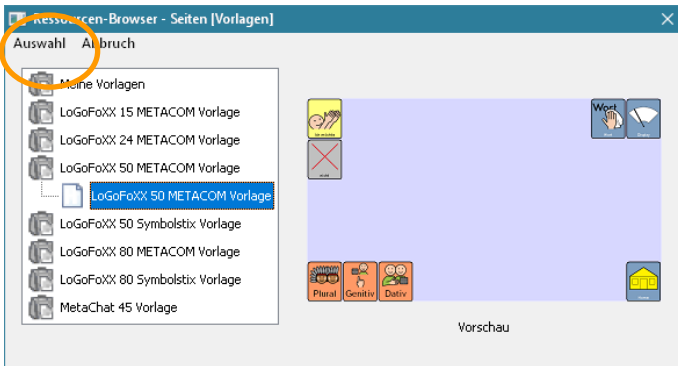 Ressourcen-Browser - Seiten [Vorlagen]
Auswahl Abbruch
Meine Vorlagen
LoGoFoXX 15 METACOM Vorlage
LoGoFoXX 24 METACOM Vorlage
LoGoFoXX 50 METACOM Vorlage
LoGoFoXX 50 METACOM Vorlage
LoGoFoXX 50 Symbolstix Vorlage
LoGoFoXX 80 METACOM Vorlage
LoGoFoXX 80 Symbolstix Vorlage
MetaChat 45 Vorlage
Wort
Plural Genitiv Dativ
Vorschau